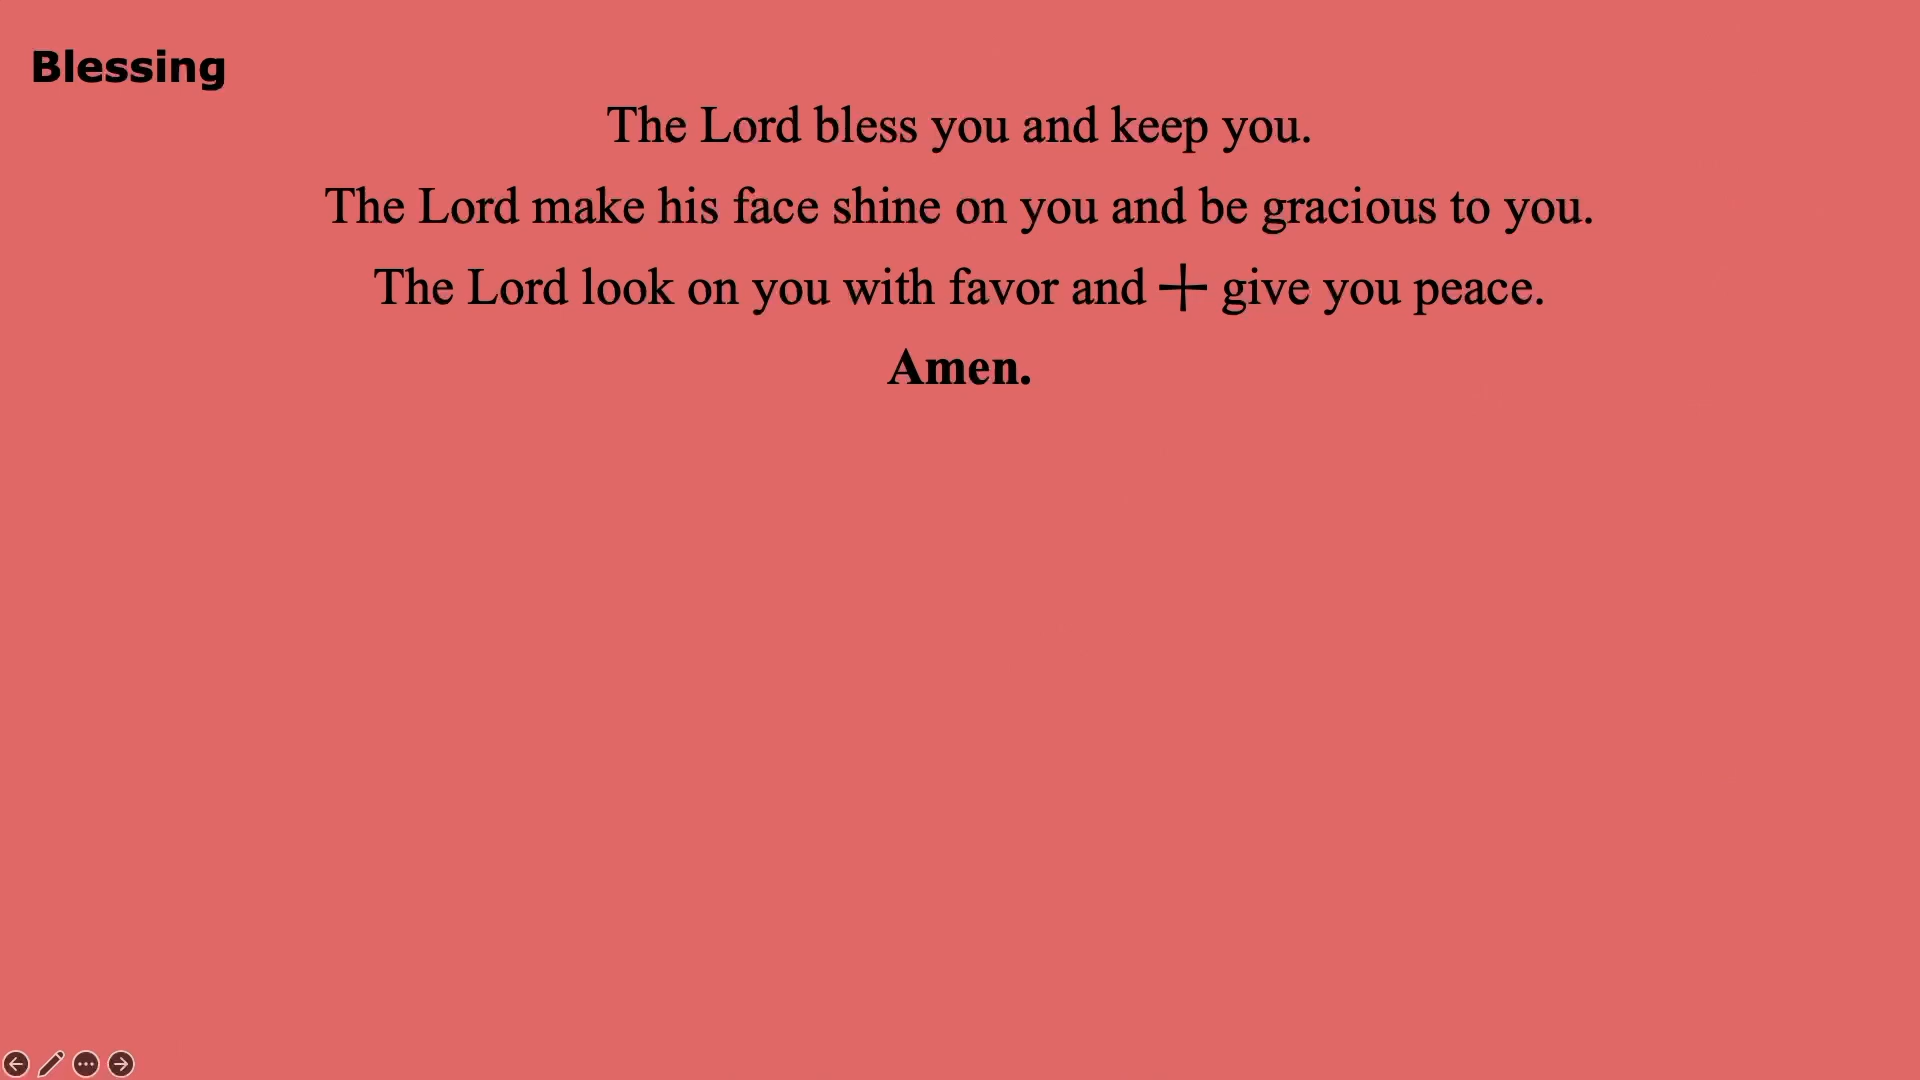 Blessing
The Lord bless you and keep you.
The Lord make his face shine on you and be gracious to you.
The Lord look on you with favor and + give you peace.
Amen.